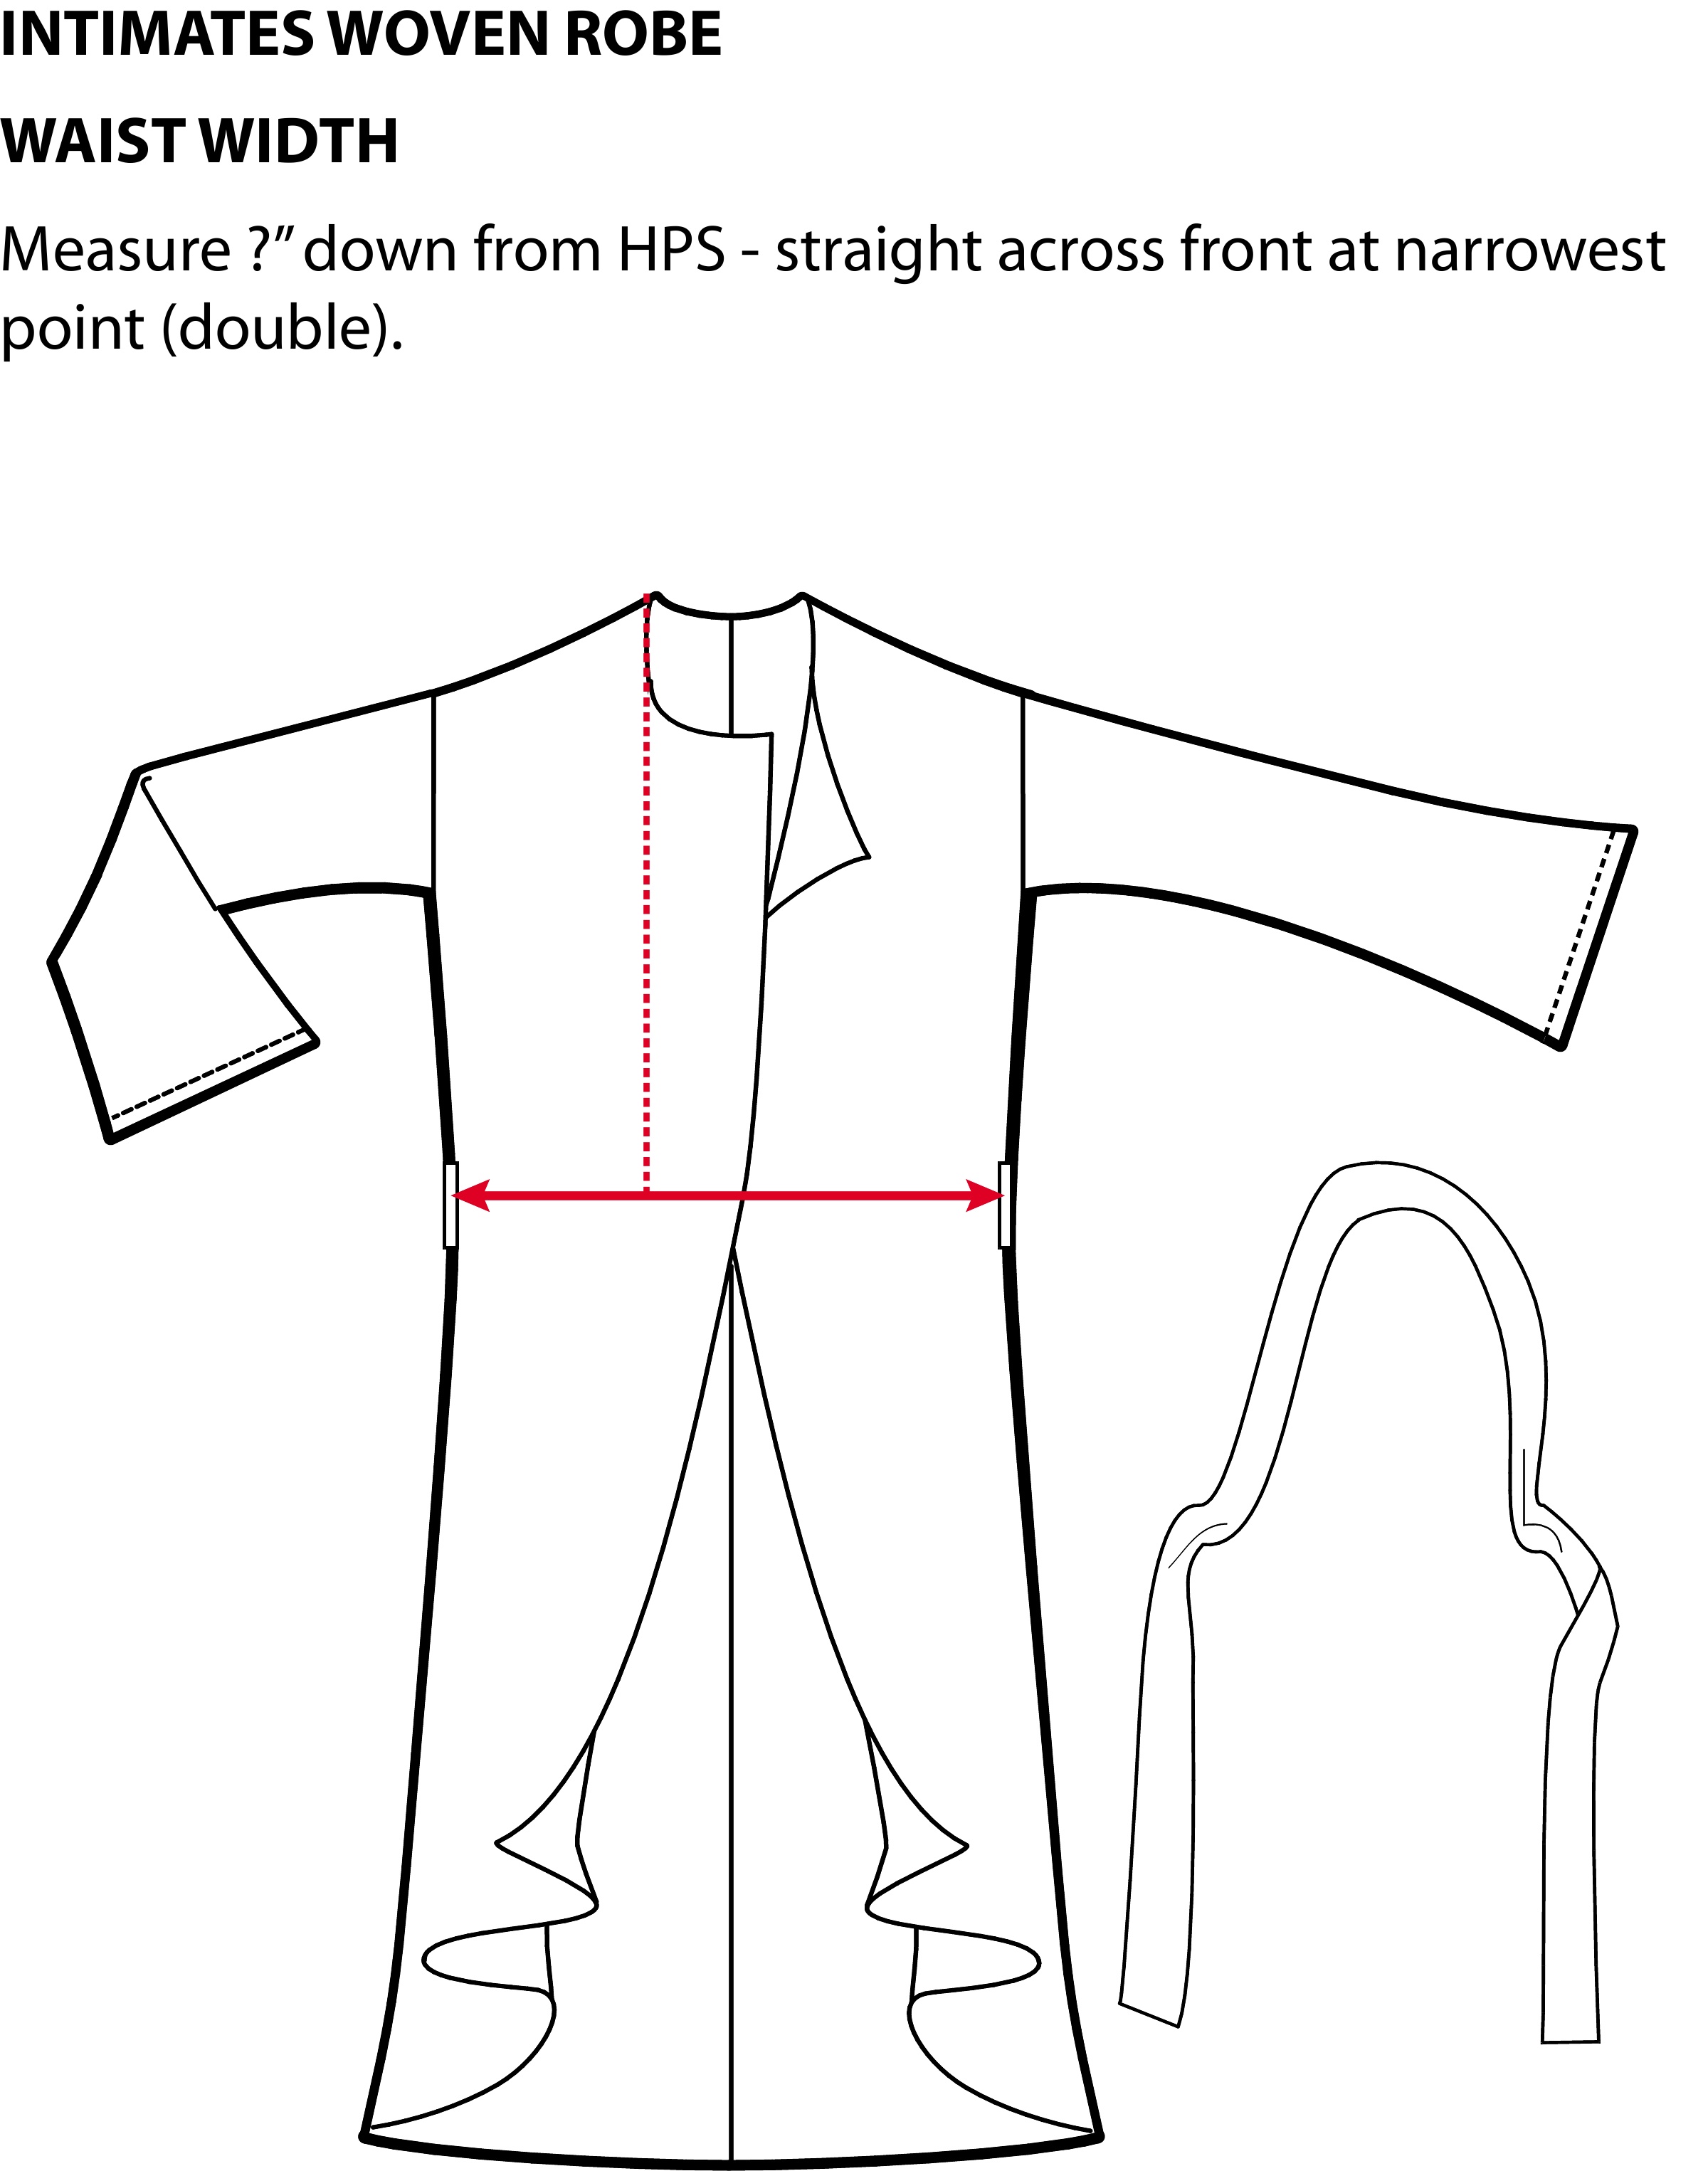 INTIMATES WOVEN ROBE
WAIST WIDTH
Measure ?” down from HPS - straight across front at narrowest
point (double).